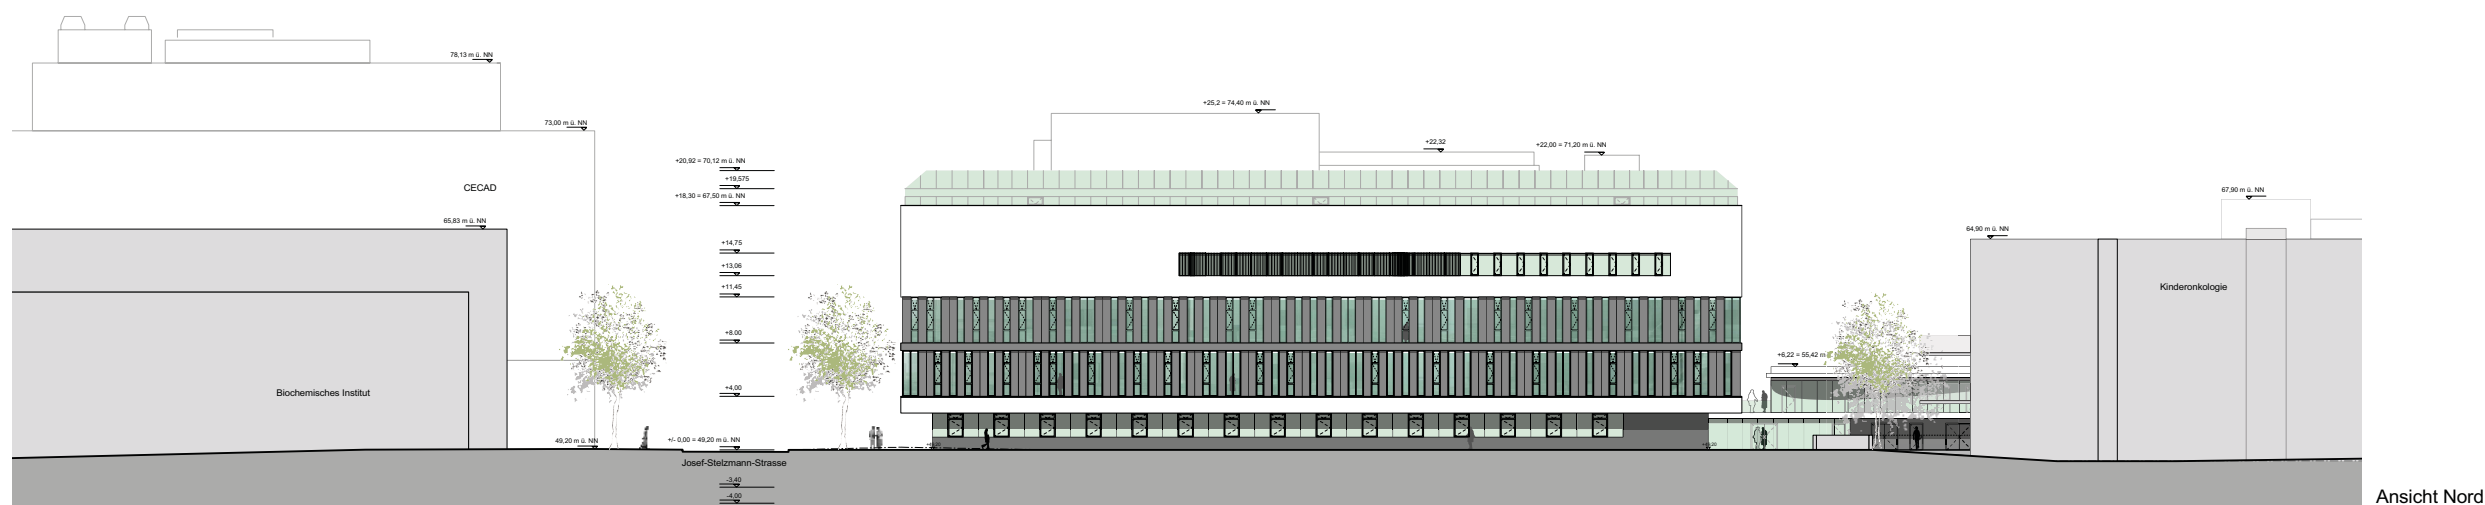 78,13 m ü. NN
+25,2 = 74,40 m ü. NN
73,00 m ü. NN
+22,32
+22,00 = 71,20 m ü. NN
+20,92 = 70,12 m ü. NN
+19,575
CECAD
+18,30 = 67,50 m ü. NN
67,90 m ü. NN
65,83 m ü. NN
64,90 m ü. NN
+14,75
+13,06
+11,45
Kinderonkologie
+8.00
+6,22 = 55,42 m
+4,00
Biochemisches Institut
49,20 m ü. NN
+/- 0,00 = 49,20 m ü. NN
Josef-Stelzmann-Strasse
-3,40
-4,00
Ansicht Nord